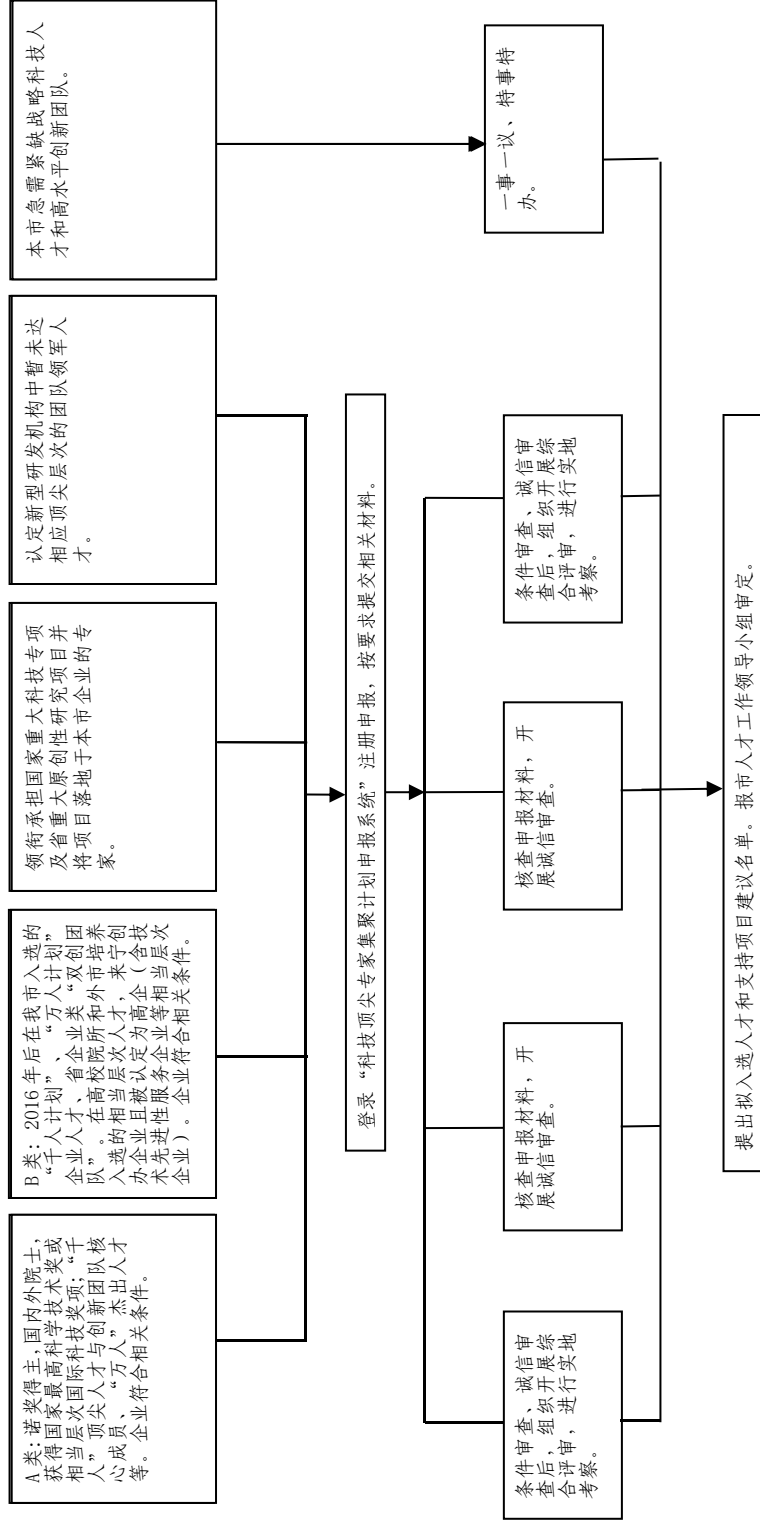 A类：诺奖得主，国内外院士，
获得国家最高科学技术奖或
相当层次国际科技奖项；“千
人”顶尖人才与创新团队核
心成员、“万人”杰出人才
等。企业符合相关条件。
B类：2016年后在我市入选的
“千人计划”、“万人计划”
企业人才、省企业类“双创团
队”。在高校院所和外市培养
入选的相当层次人才，来宁创
办企业且被认定为高企（含技
术先进性服务企业等相当层次
企业）。企业符合相关条件。
领衔承担国家重大科技专项
及省重大原创性研究项目并
将项目落地于本市企业的专
家。
认定新型研发机构中暂未达
相应顶尖层次的团队领军人
才。
本市急需紧缺战略科技人
才和高水平创新团队。
登录“科技顶尖专家集聚计划申报系统”注册申报，按要求提交相关材料。
条件审查、诚信审
查后，组织开展综
合评审，进行实地
考察。
核查申报材料，开
展诚信审查。
核查申报材料，开
展诚信审查。
条件审查、诚信审
查后，组织开展综
合评审，进行实地
考察。
一事一议、特事特
办。
提出拟入选人才和支持项目建议名单。报市人才工作领导小组审定。